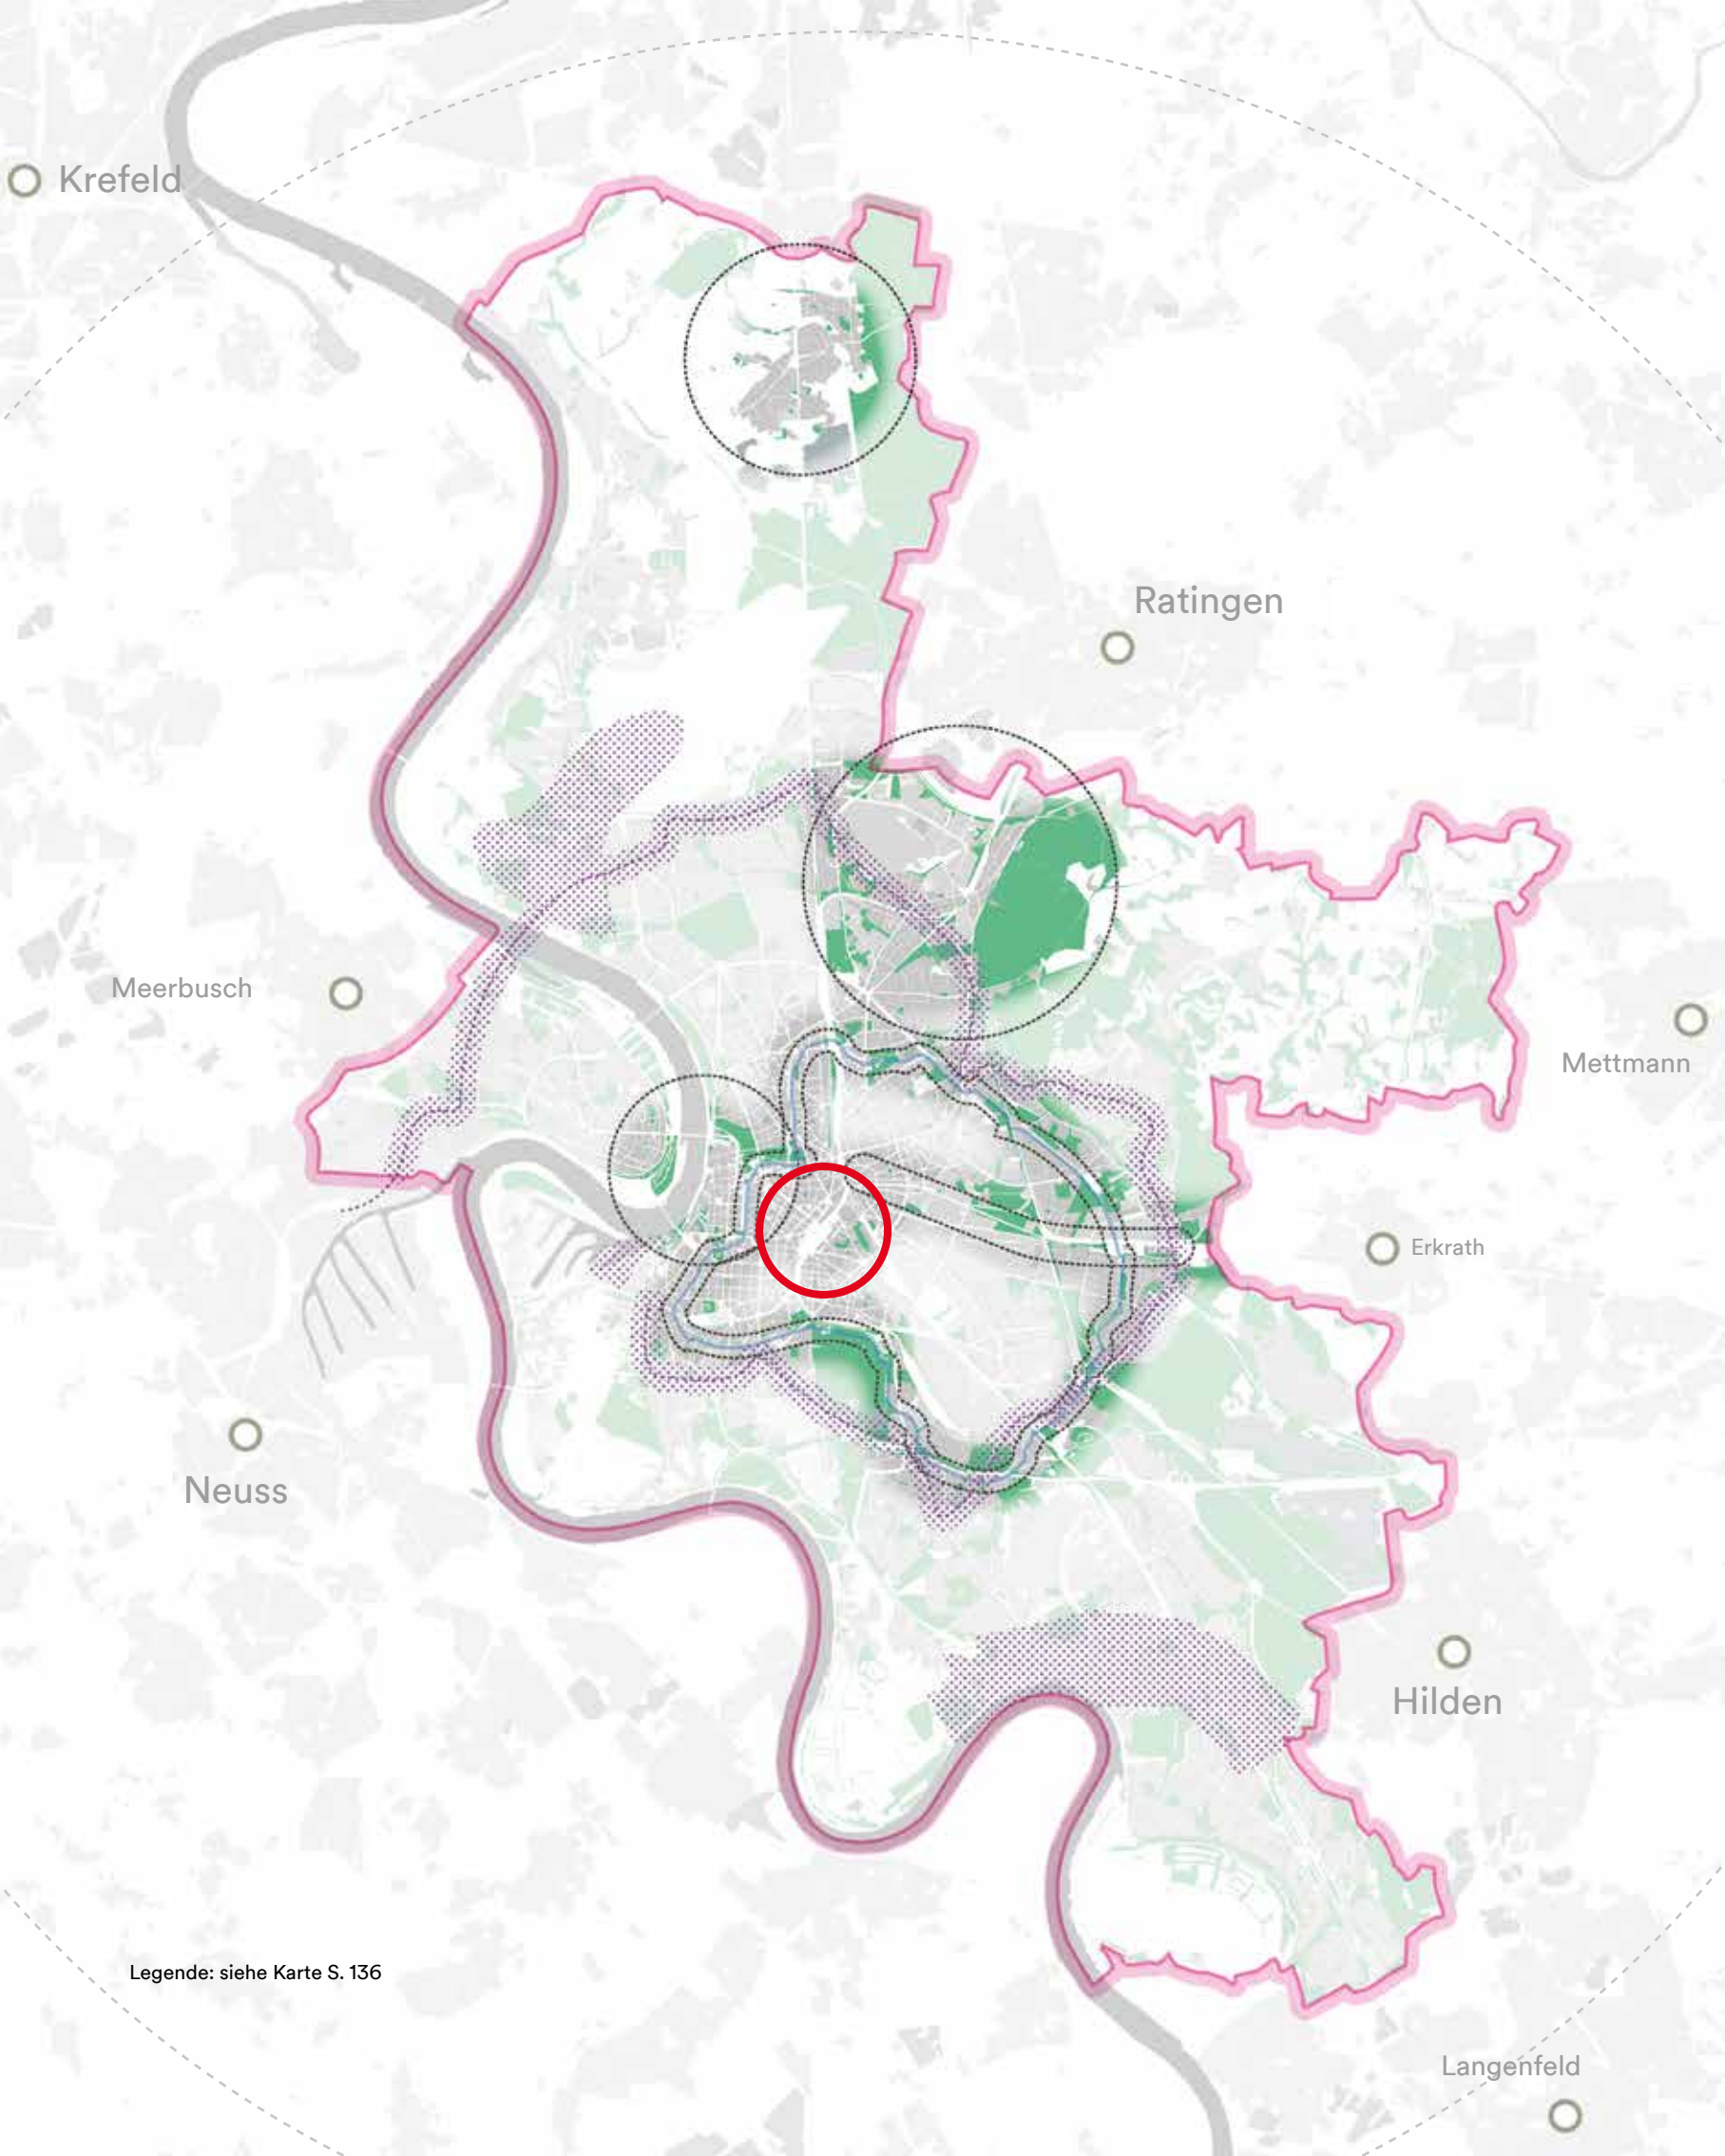 Krefeld
Ratingen
Meerbusch
Mettmann
Erkrath
Neuss
Hilden
Legende: siehe Karte S. 136
Langenfeld